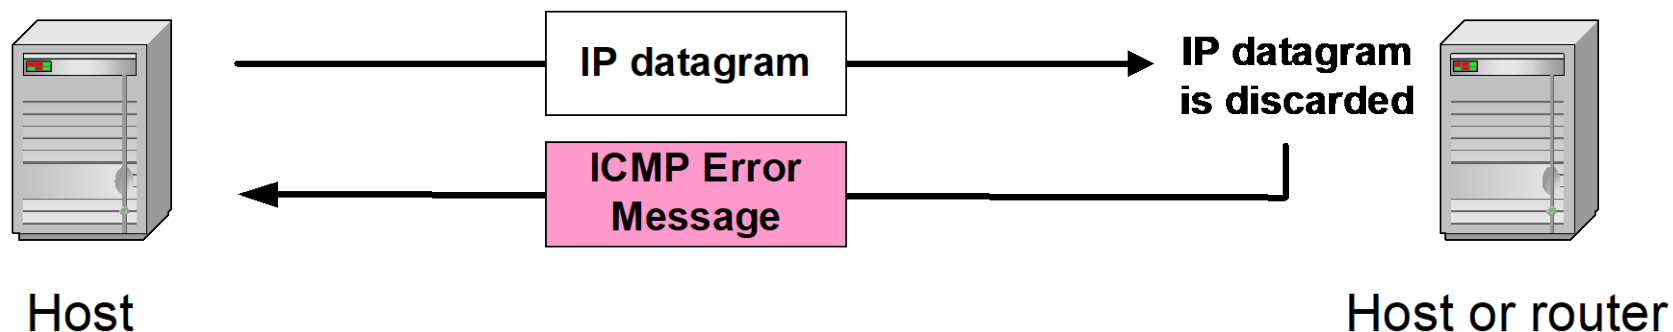 IP datagram
IP datagram
is discarded
ICMP Error
Message
Host
Host or router